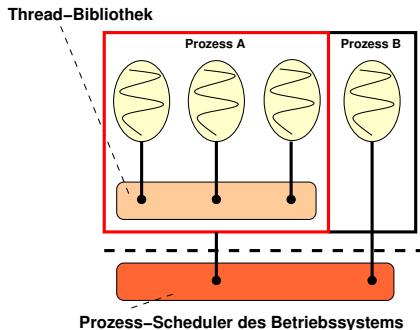 Thread–Bibliothek
Prozess A
Prozess B
Prozess–Scheduler des Betriebssystems